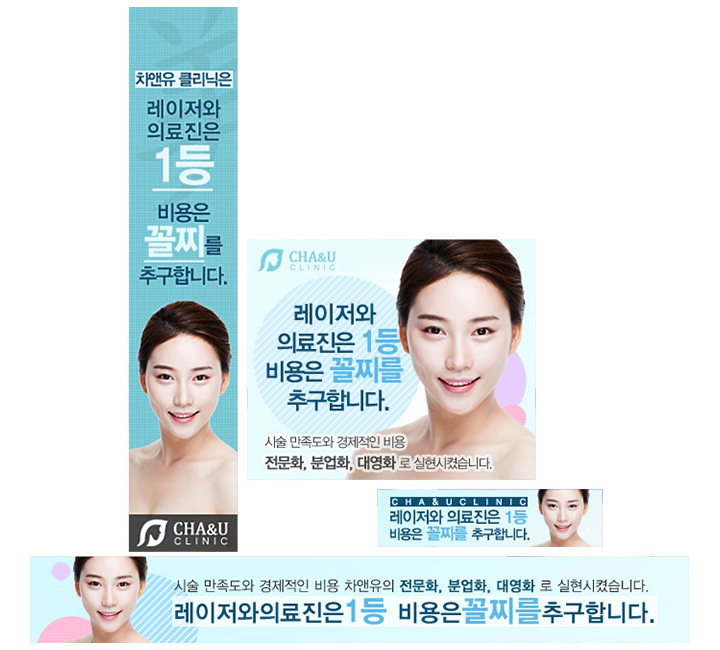 차앤유 클리닉은
레이저와
의료진은
1등
비용은
꼴찌를
추구합니다.
CHA&U
CLINIC
CHA&U
CLINIC
레이저와
의료진은 1등
비용은 꼴찌를
추구합니다.
시술 만족도와 경제적인 비용
전문화, 분업화, 대영화 로 실현시켰습니다.
CHA&UCLINIC
레이저와 의료진은 1등
비용은 꼴찌를 추구합니다.
시술 만족도와 경제적인 비용 차앤유의 전문화, 분업화, 대영화 로 실현시켰습니다.
레이저와의료진은1등 비용은꼴찌를추구합니다.